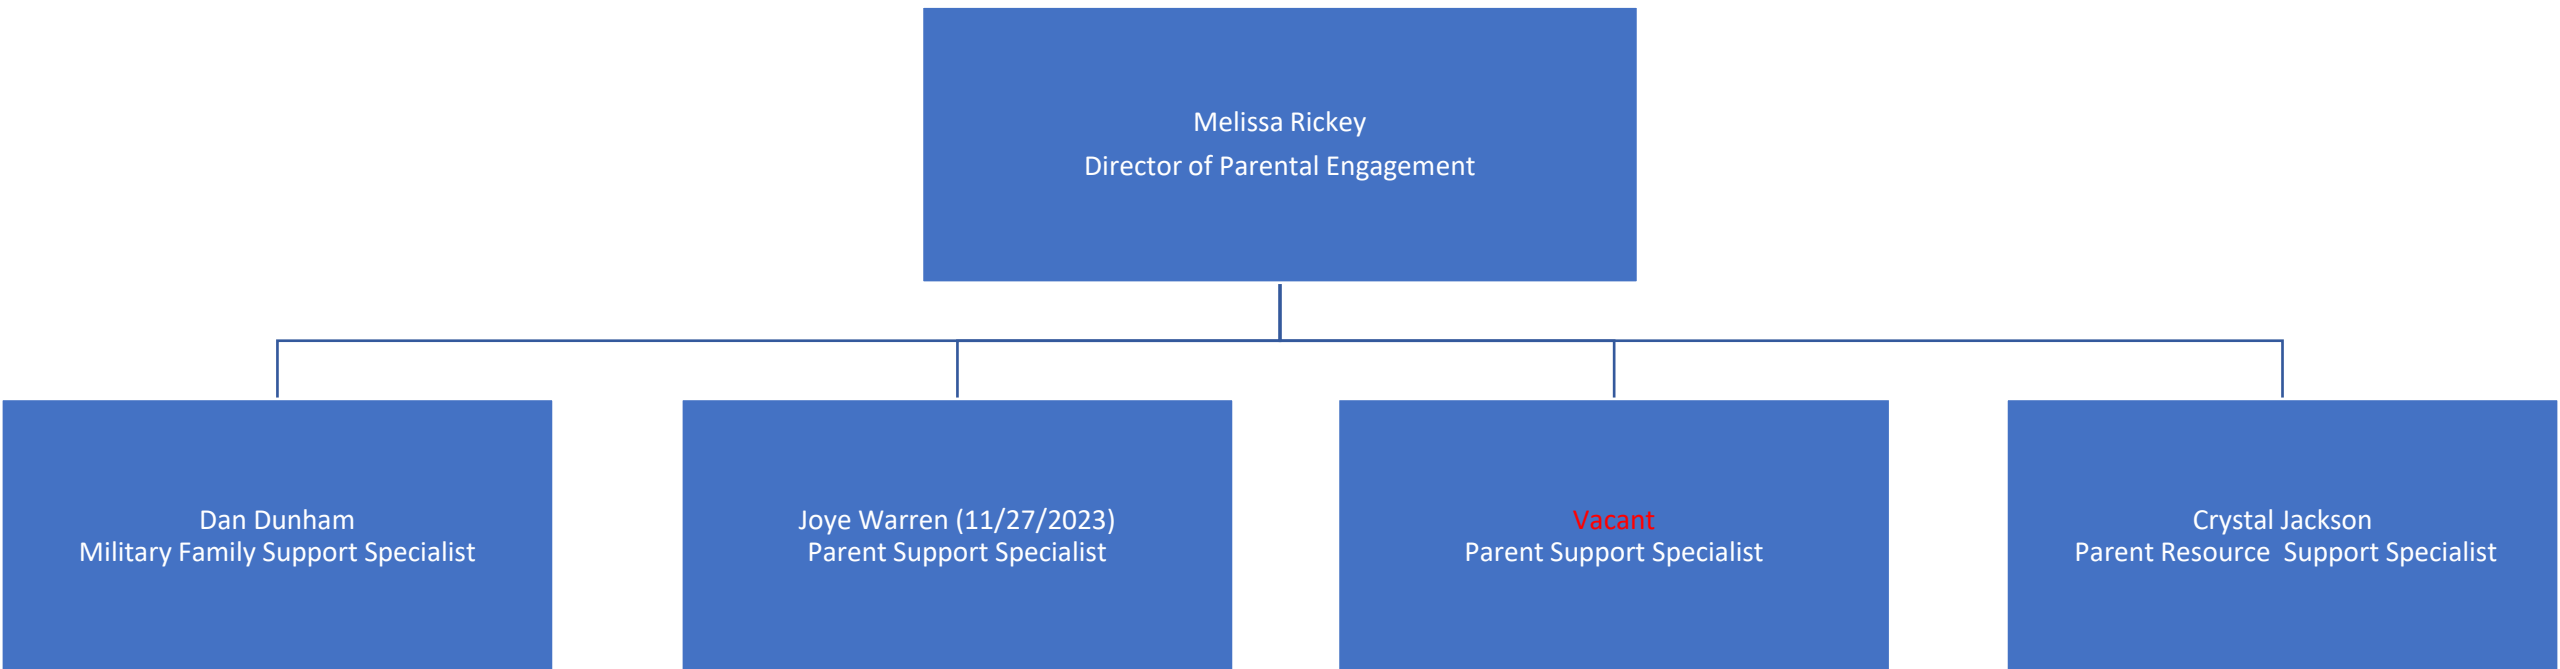 Melissa Rickey
Director of Parental Engagement
Dan Dunham
Military Family Support Specialist
Joye Warren (11/27/2023)
Parent Support Specialist
Vacant
Parent Support Specialist
Crystal Jackson
Parent Resource  Support Specialist